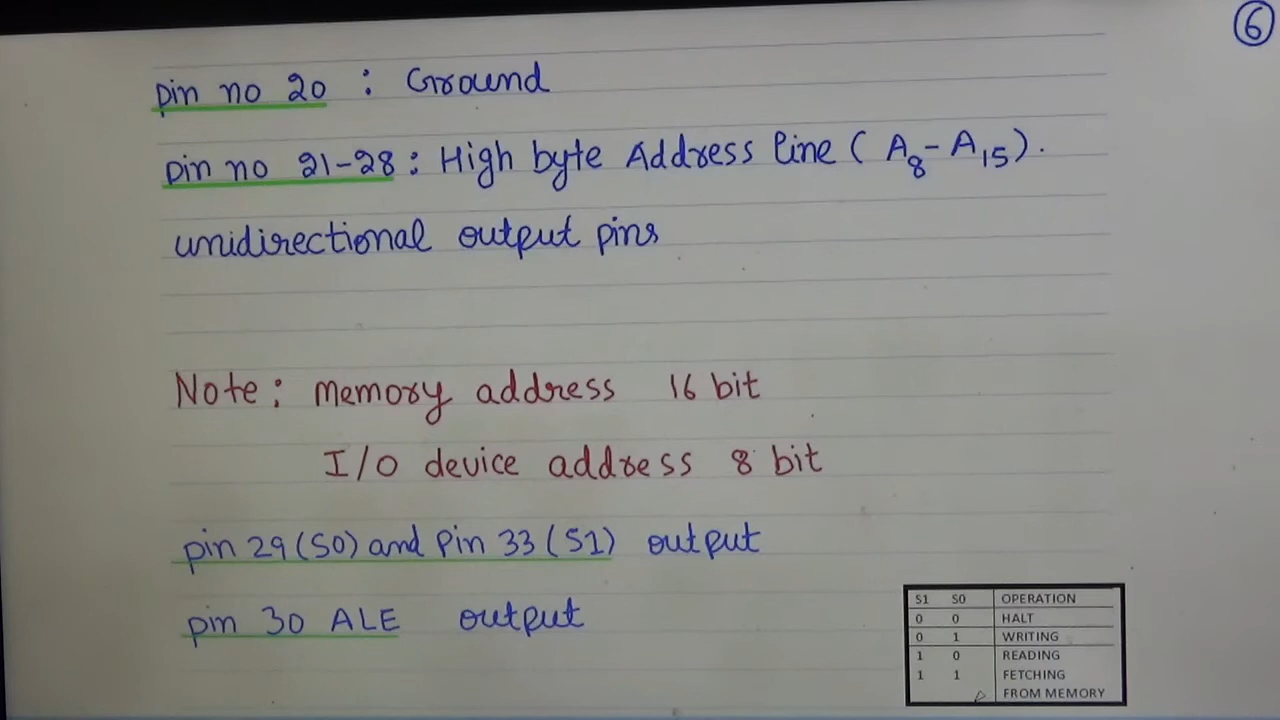 6
pin no 20 : Ground
pin no 21-28 : High byte Address line ( A8 - A15 ).
unidirectional output pins
Note : Memory address 16 bit
I/O device address 8 bit
pin 29 (S0) and Pin 33 (S1) output
pin 30 ALE output
S1 S0 OPERATION
0 0 HALT
0 1 WRITING
1 0 READING
1 1 FETCHING
FROM MEMORY